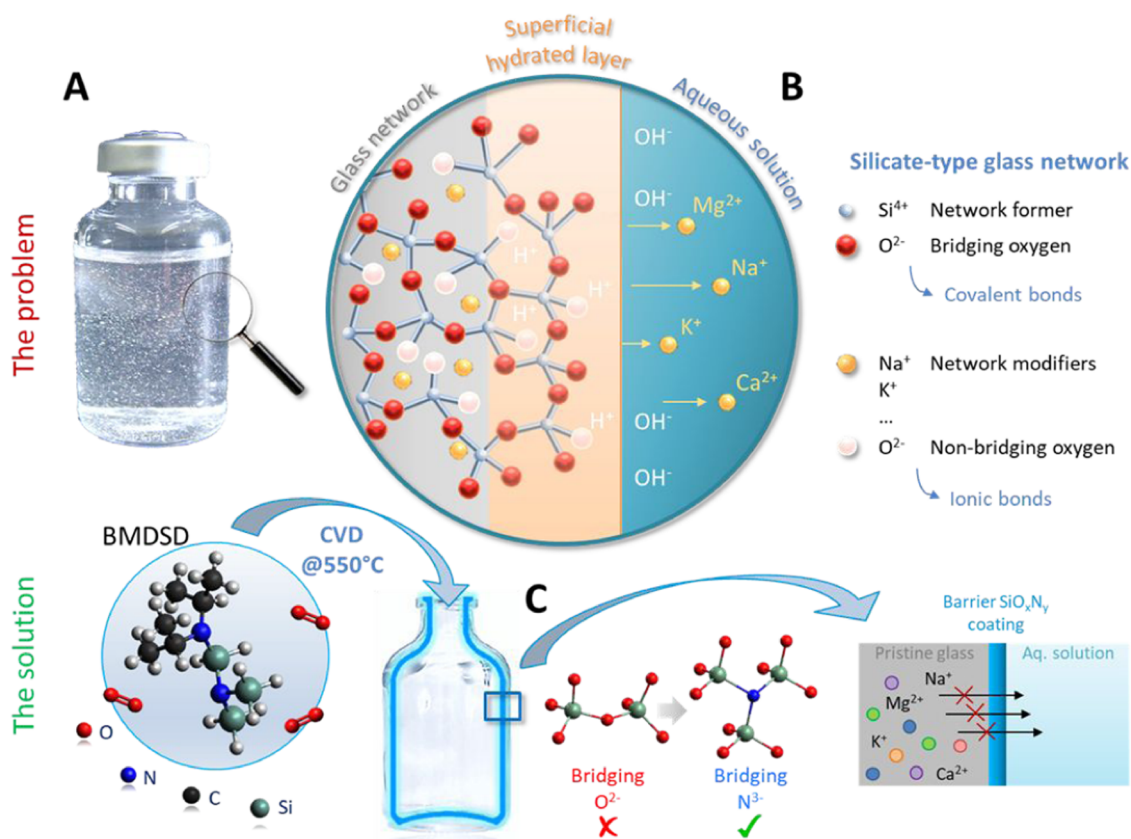 A
The problem
Superficial
hydrated layer
Glass network
Aqueous solution
OH⁻
OH⁻
Mg²⁺
H⁺
Na⁺
H⁺
H⁺
K⁺
Ca²⁺
H⁺
OH⁻
OH⁻
B
Silicate-type glass network
Si⁴⁺ Network former
O²⁻ Bridging oxygen
Covalent bonds
Na⁺ Network modifiers
K⁺
...
O²⁻ Non-bridging oxygen
Ionic bonds
The solution
BMDSD
CVD
@550°C
O
N
C
Si
C
Bridging
O²⁻
Bridging
N³⁻
Barrier SiOₓNᵧ
coating
Pristine glass
Aq. solution
Na⁺
Mg²⁺
K⁺
Ca²⁺